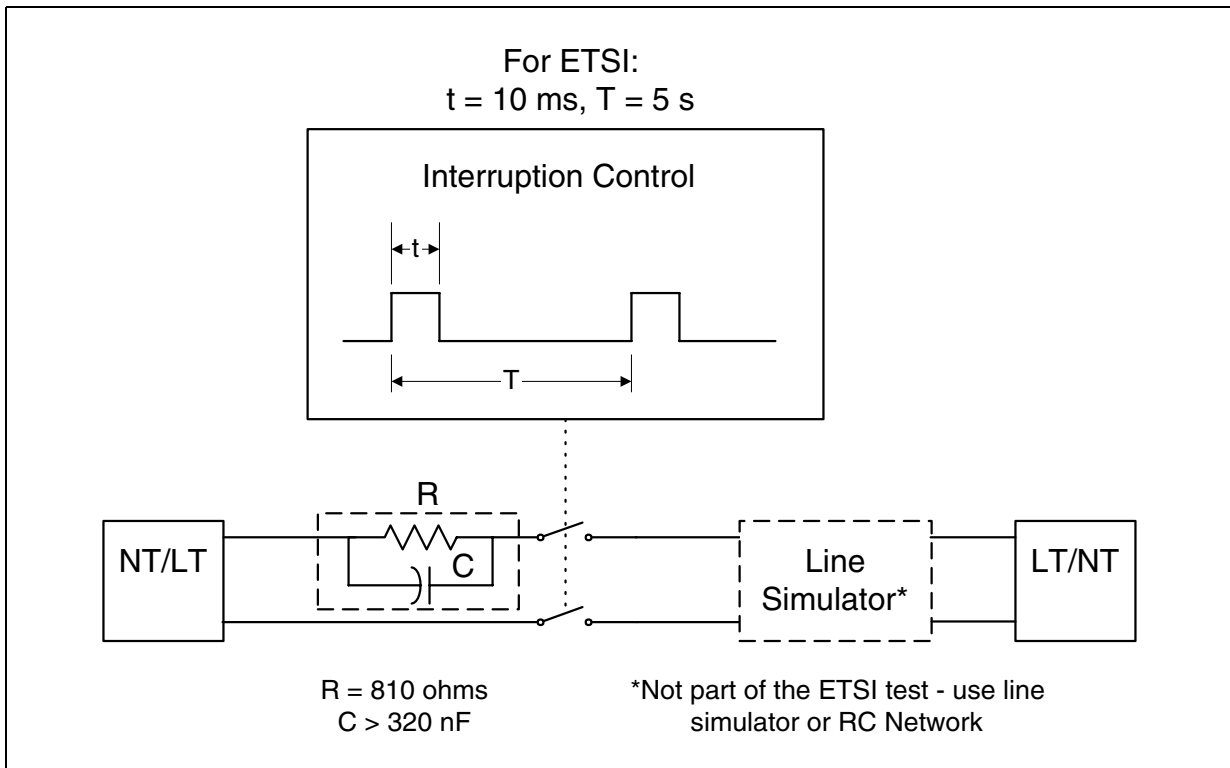 For ETSI:
t = 10 ms, T = 5 s
Interruption Control
t
T
R
C
NT/LT
Line
Simulator*
LT/NT
R = 810 ohms
C > 320 nF
*Not part of the ETSI test - use line
simulator or RC Network